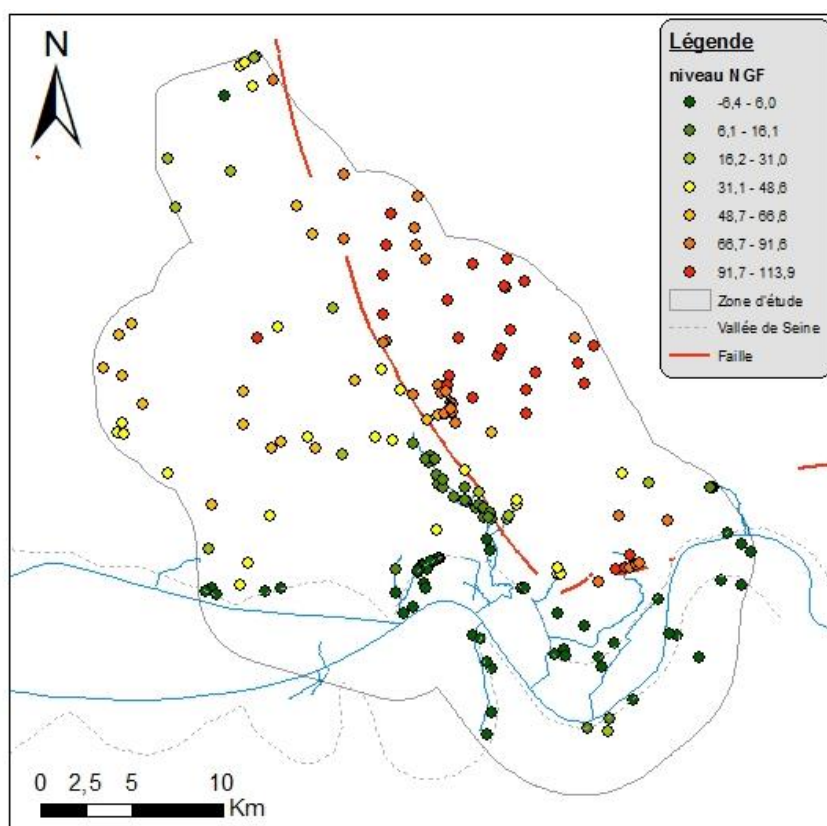 N
Légende
niveau NGF
-6,4 - 6,0
6,1 - 16,1
16,2 - 31,0
31,1 - 48,6
48,7 - 66,6
66,7 - 91,6
91,7 - 113,9
Zone d'étude
Vallée de Seine
Faille
0 2,5 5 10
Km